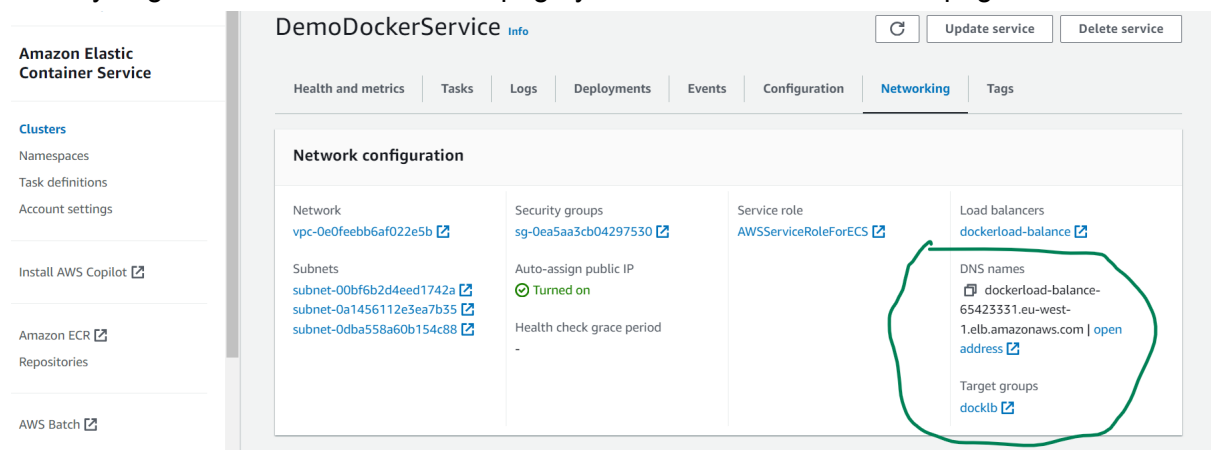 DemoDockerService Info
Update service
Delete service
Amazon Elastic
Container Service
Health and metrics
Tasks
Logs
Deployments
Events
Configuration
Networking
Tags
Clusters
Namespaces
Task definitions
Account settings
Install AWS Copilot
Amazon ECR
Repositories
AWS Batch
Network configuration
Network
vpc-0e0feebb6af022e5b
Subnets
subnet-00bf6b2d4eed1742a
subnet-0a1456112e3ea7b35
subnet-0dba558a60b154c88
Security groups
sg-0ea5aa3cb04297530
Auto-assign public IP
Turned on
Health check grace period
-
Service role
AWSServiceRoleForECS
Load balancers
dockerload-balance
DNS names
dockerload-balance-
65423331.eu-west-
1.elb.amazonaws.com | open
address
Target groups
docklb